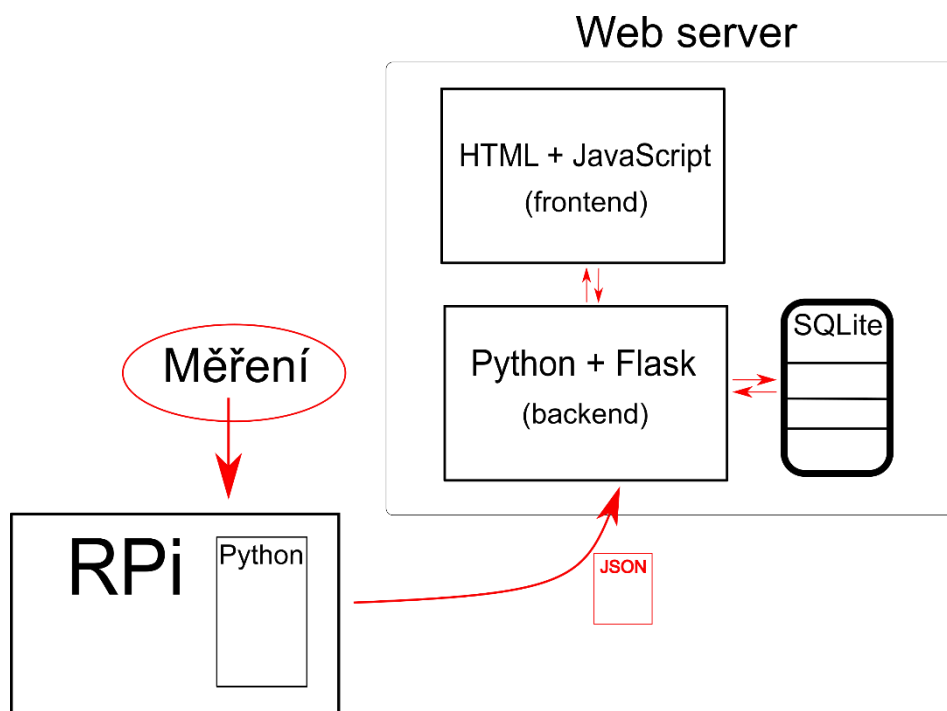 Web server
HTML + JavaScript
(frontend)
Python + Flask
(backend)
SQLite
Měření
RPi
Python
JSON